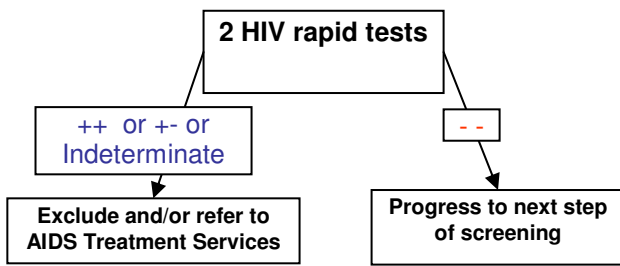 2 HIV rapid tests
++ or +- or
Indeterminate
- -
Exclude and/or refer to
AIDS Treatment Services
Progress to next step
of screening